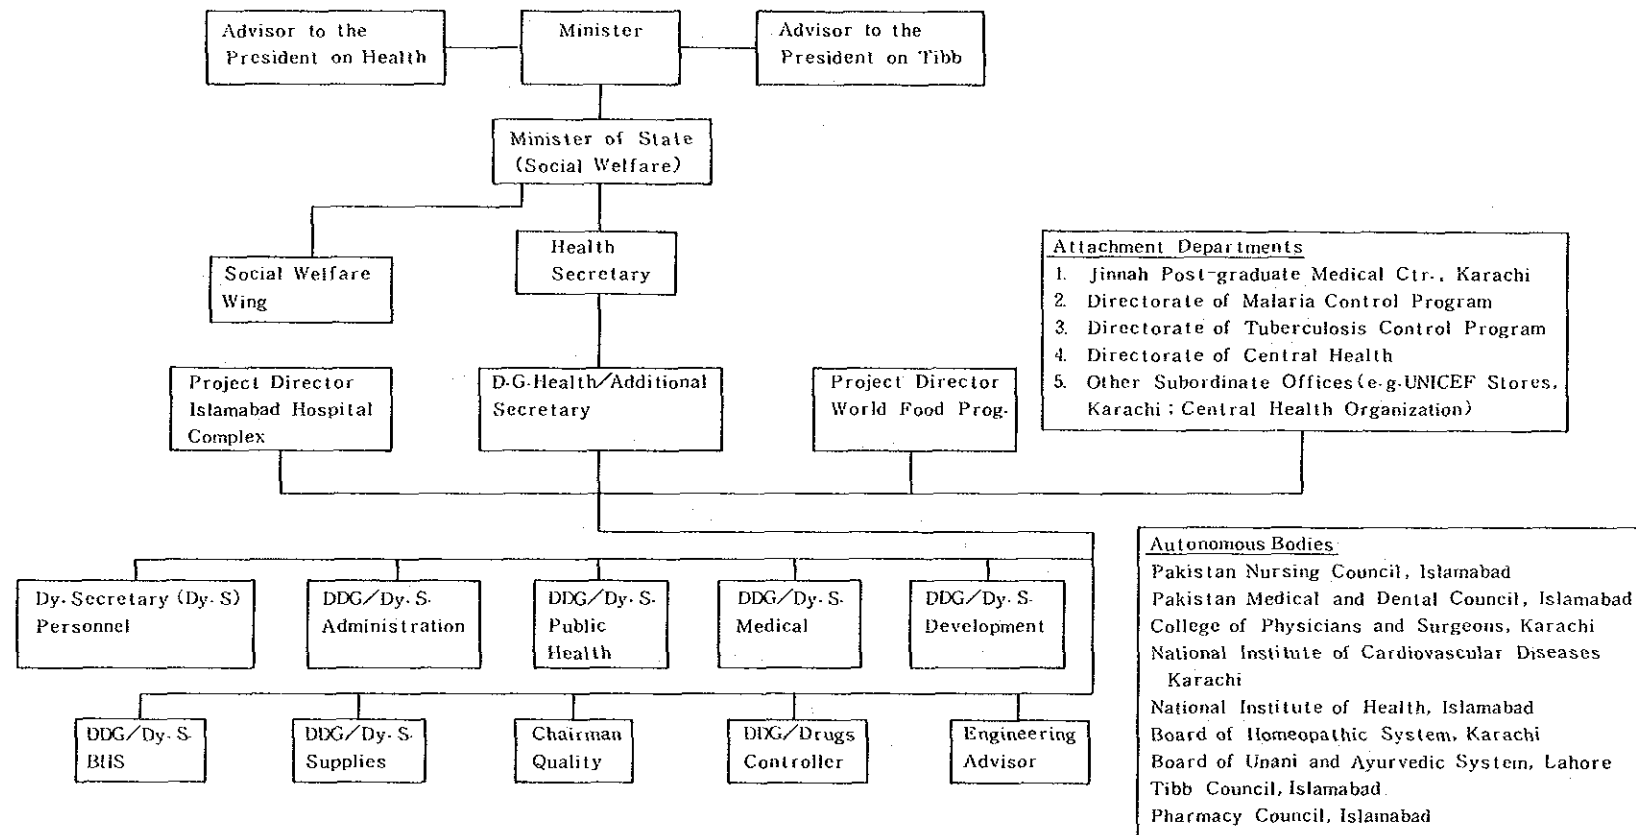 Advisor to the
President on Health
Minister
Advisor to the
President on Tibb
Minister of State
(Social Welfare)
Social Welfare
Wing
Health
Secretary
Attachment Departments
1. Jinnah Post-graduate Medical Ctr., Karachi
2. Directorate of Malaria Control Program
3. Directorate of Tuberculosis Control Program
4. Directorate of Central Health
5. Other Subordinate Offices (e.g. UNICEF Stores,
Karachi ; Central Health Organization)
Project Director
Islamabad Hospital
Complex
D.G. Health/Additional
Secretary
Project Director
World Food Prog.
Dy. Secretary (Dy. S)
Personnel
DDG/Dy. S.
Administration
DDG/Dy. S.
Public
Health
DDG/Dy. S.
Medical
DDG/Dy. S.
Development
DDG/Dy. S.
BHS
DDG/Dy. S.
Supplies
Chairman
Quality
DDG/Drugs
Controller
Engineering
Advisor
Autonomous Bodies
Pakistan Nursing Council, Islamabad
Pakistan Medical and Dental Council, Islamabad
College of Physicians and Surgeons, Karachi
National Institute of Cardiovascular Diseases
Karachi
National Institute of Health, Islamabad
Board of Homeopathic System, Karachi
Board of Unani and Ayurvedic System, Lahore
Tibb Council, Islamabad
Pharmacy Council, Islamabad